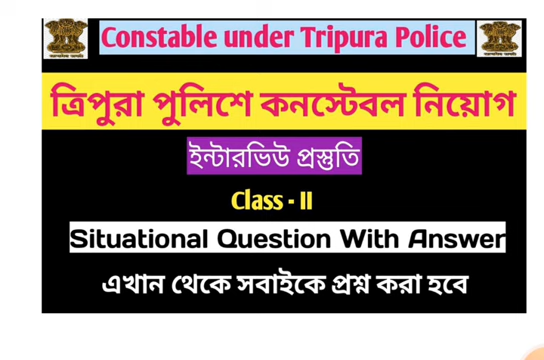 Constable under Tripura Police
ত্রিপুরা পুলিশে কনস্টেবল নিয়োগ
ইন্টারভিউ প্রস্তুতি
Class - II
Situational Question With Answer
এখান থেকে সবাইকে প্রশ্ন করা হবে